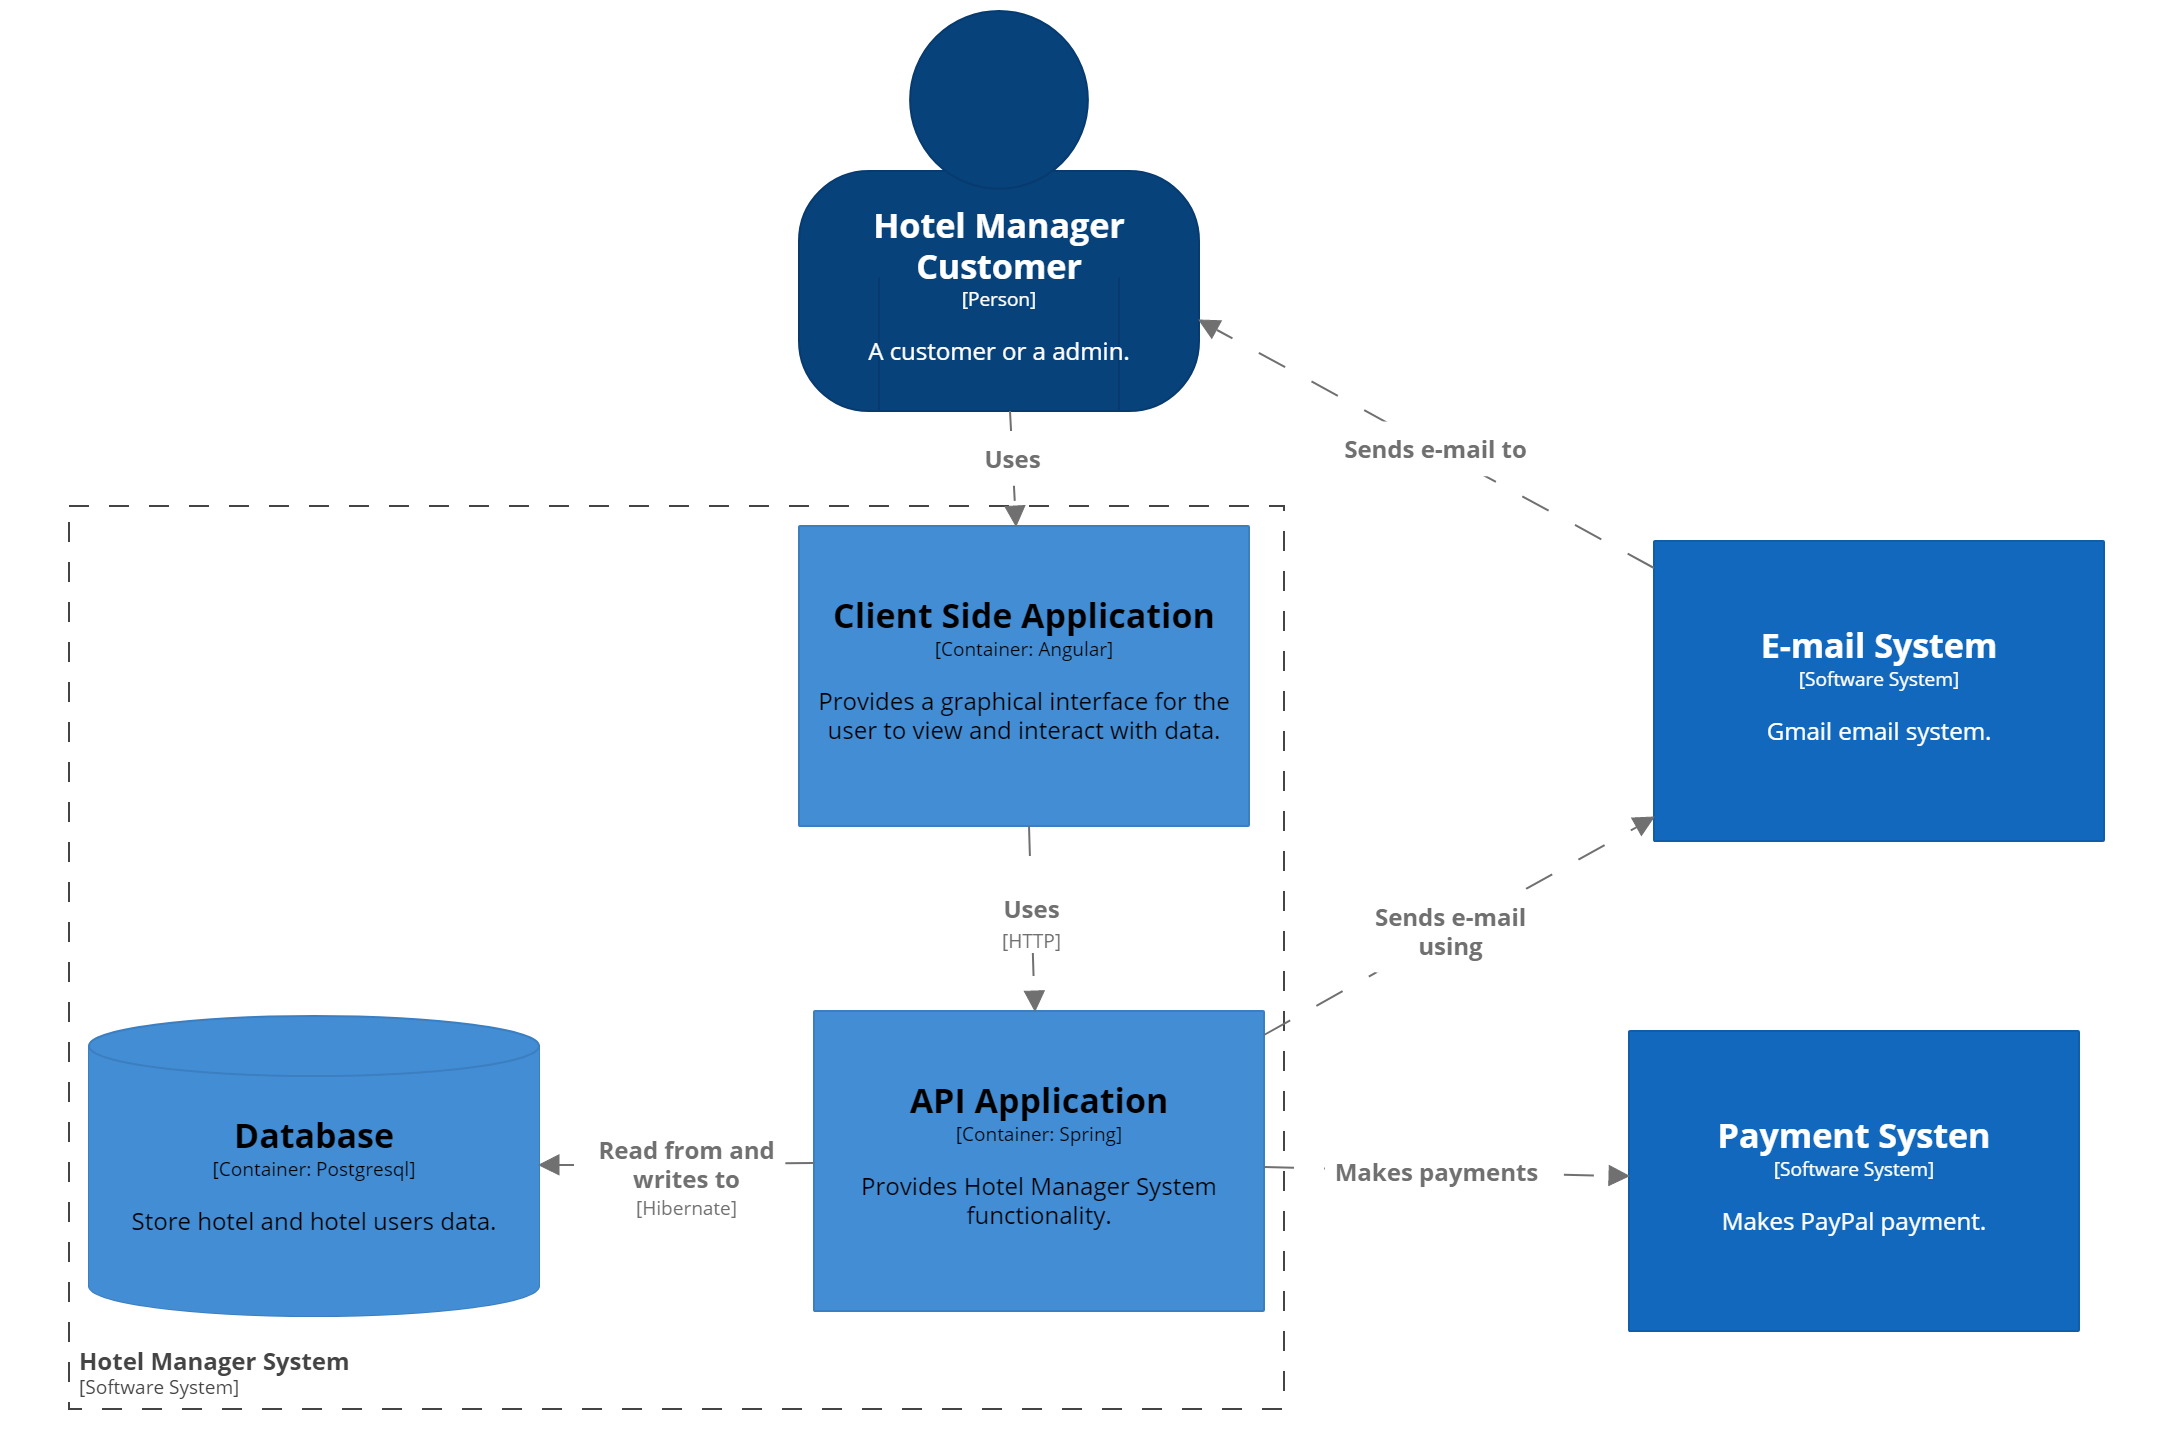 Hotel Manager
Customer
[Person]
A customer or a admin.
Uses
Sends e-mail to
Client Side Application
[Container: Angular]
Provides a graphical interface for the
user to view and interact with data.
E-mail System
[Software System]
Gmail email system.
Uses
[HTTP]
Sends e-mail
using
Database
[Container: Postgresql]
Store hotel and hotel users data.
Read from and
writes to
[Hibernate]
API Application
[Container: Spring]
Provides Hotel Manager System
functionality.
Makes payments
Payment Systen
[Software System]
Makes PayPal payment.
Hotel Manager System
[Software System]